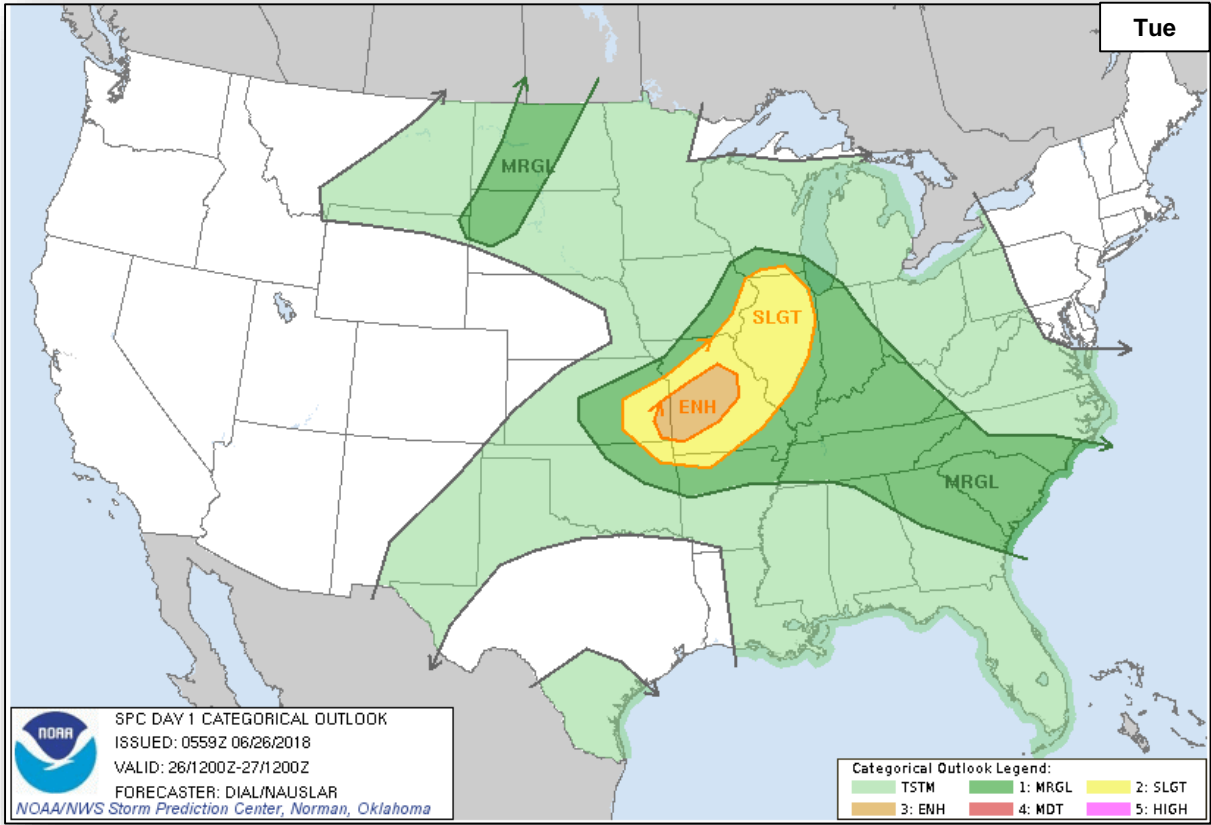 Tue
MRGL
SLGT
ENH
MRGL
NOAA
SPC DAY 1 CATEGORICAL OUTLOOK
ISSUED: 0559Z 06/26/2018
VALID: 26/1200Z-27/1200Z
FORECASTER: DIAL/NAUSLAR
NOAA/NWS Storm Prediction Center, Norman, Oklahoma
Categorical Outlook Legend:
TSTM 1: MRGL 2: SLGT
3: ENH 4: MDT 5: HIGH